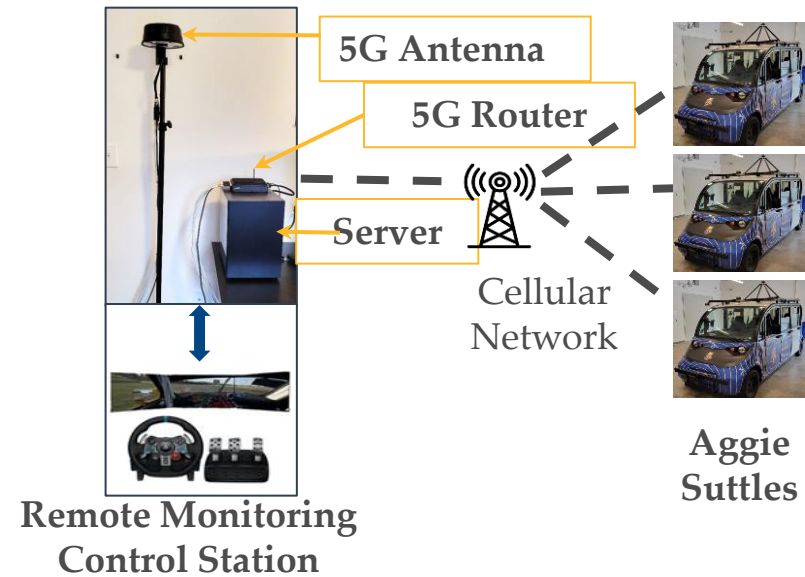 5G Antenna
5G Router
Server
Cellular
Network
Aggie
Suttles
Remote Monitoring
Control Station